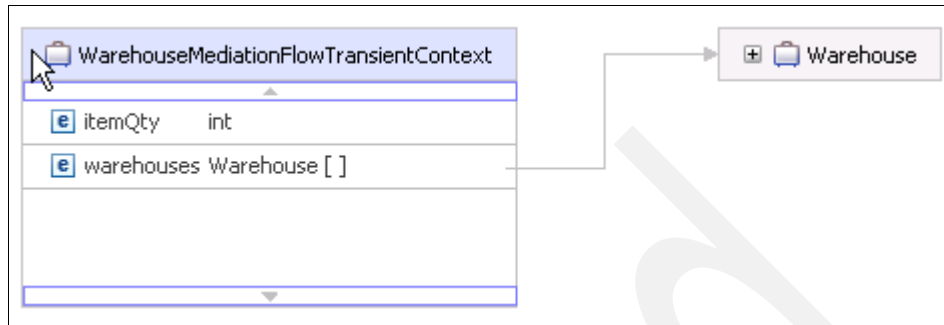 WarehouseMediationFlowTransientContext
Warehouse
e itemQty int
e warehouses Warehouse [ ]